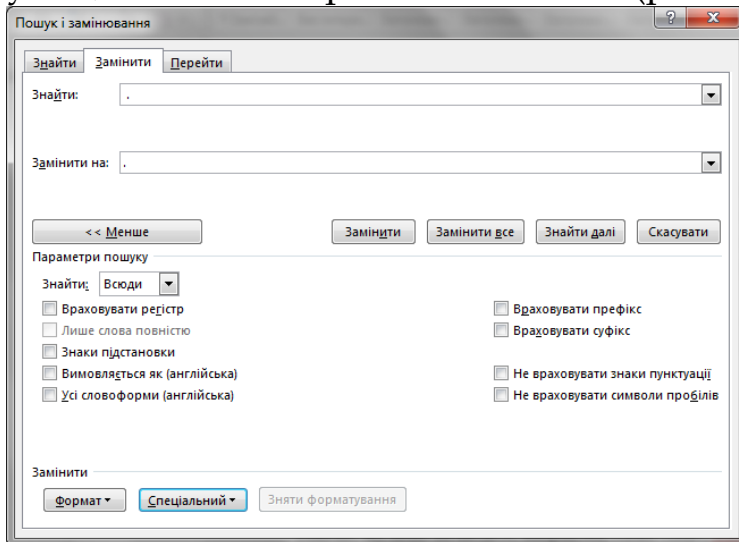 Пошук і замінювання
Знайти Замінити Перейти
Знайти: .
Замінити на: .
<< Менше Замінити Замінити все Знайти далі Скасувати
Параметри пошуку
Знайти: Всюди
Враховувати регістр Враховувати префікс
Лише слова повністю Враховувати суфікс
Знаки підстановки
Вимовляється як (англійська) Не враховувати знаки пунктуації
Усі словоформи (англійська) Не враховувати символи пробілів
Замінити
Формат Спеціальний Зняти форматування